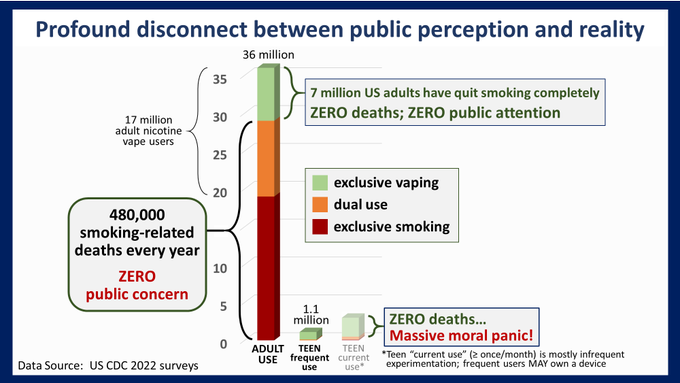 Profound disconnect between public perception and reality
36 million
35
30
25
20
10
5
0
17 million
adult nicotine
vape users
7 million US adults have quit smoking completely
ZERO deaths; ZERO public attention
exclusive vaping
dual use
exclusive smoking
480,000
smoking-related
deaths every year
ZERO
public concern
1.1
million
ZERO deaths...
Massive moral panic!
ADULT
USE
TEEN
frequent
use
TEEN
current
use*
*Teen “current use” (≥ once/month) is mostly infrequent
experimentation; frequent users MAY own a device
Data Source: US CDC 2022 surveys